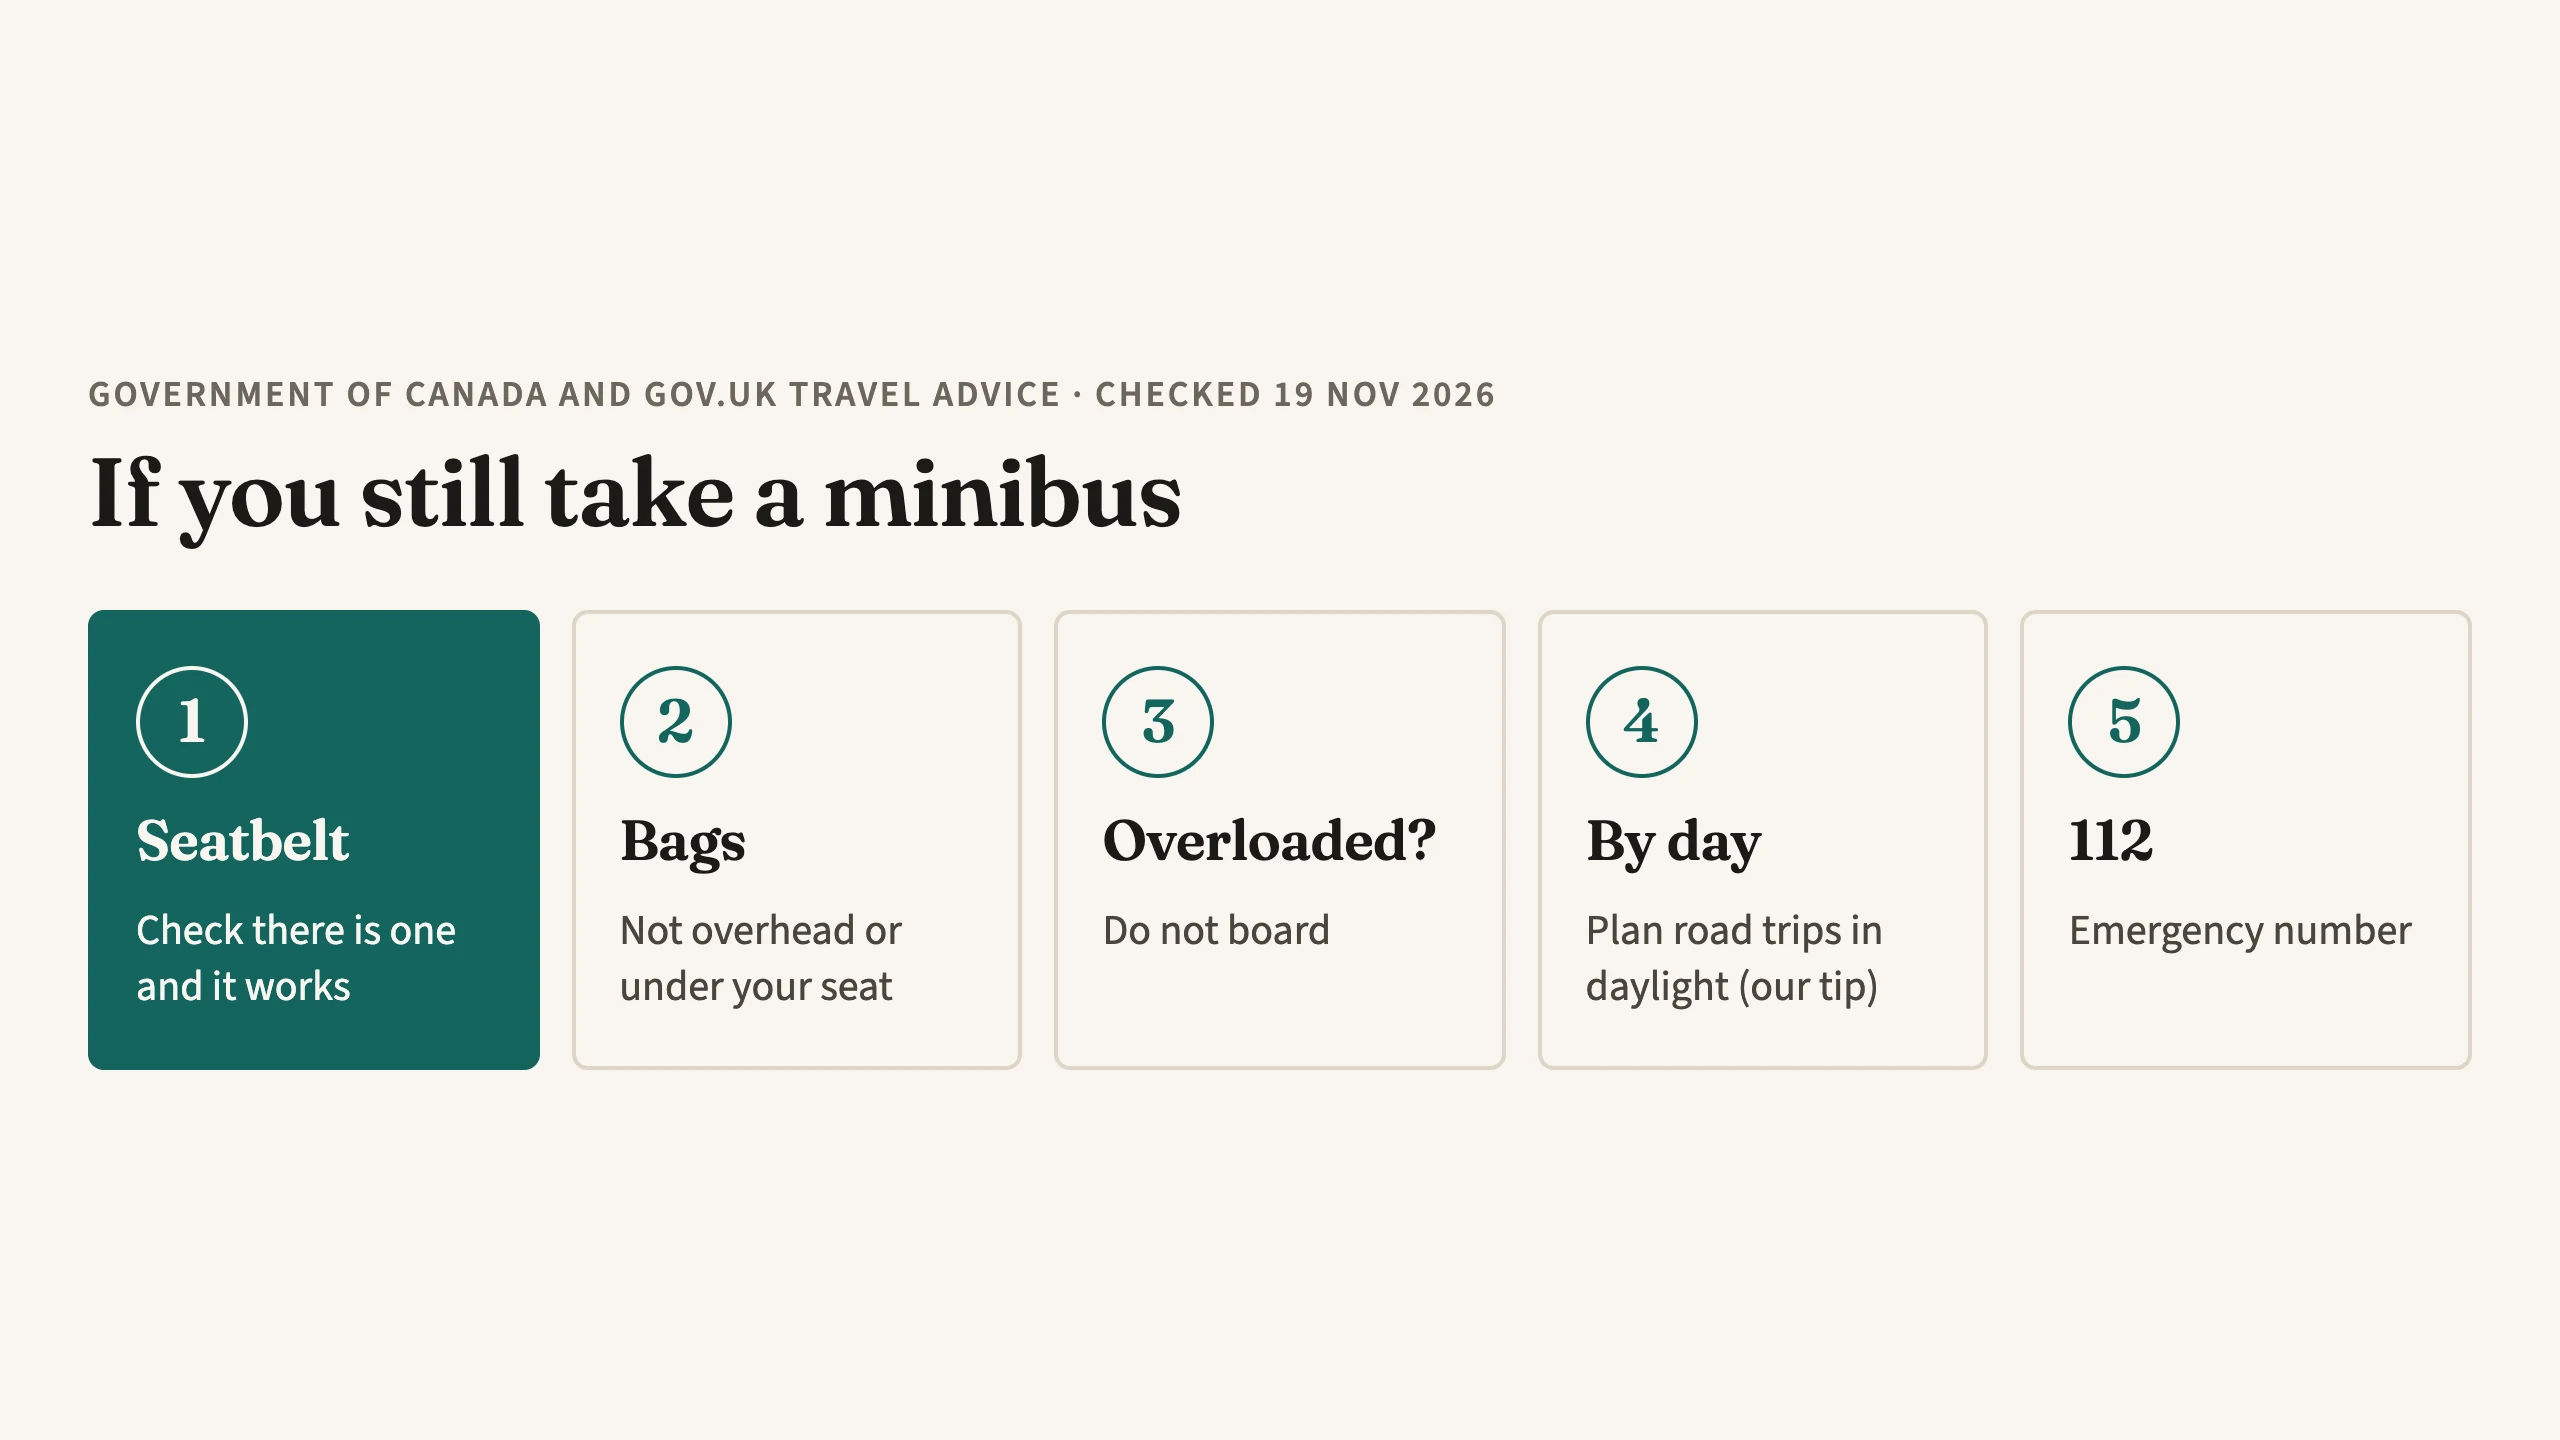 GOVERNMENT OF CANADA AND GOV.UK TRAVEL ADVICE · CHECKED 19 NOV 2026
If you still take a minibus
1
Seatbelt
Check there is one
and it works
2
Bags
Not overhead or
under your seat
3
Overloaded?
Do not board
4
By day
Plan road trips in
daylight (our tip)
5
112
Emergency number